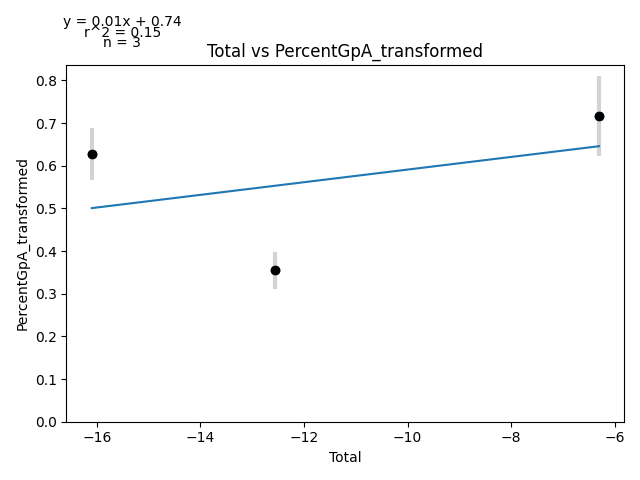 y = 0.01x + 0.74
r^2 = 0.15
n = 3
Total vs PercentGpA_transformed
PercentGpA_transformed
0.8
0.7
0.6
0.5
0.4
0.3
0.2
0.1
0.0
−16 −14 −12 −10 −8 −6
Total